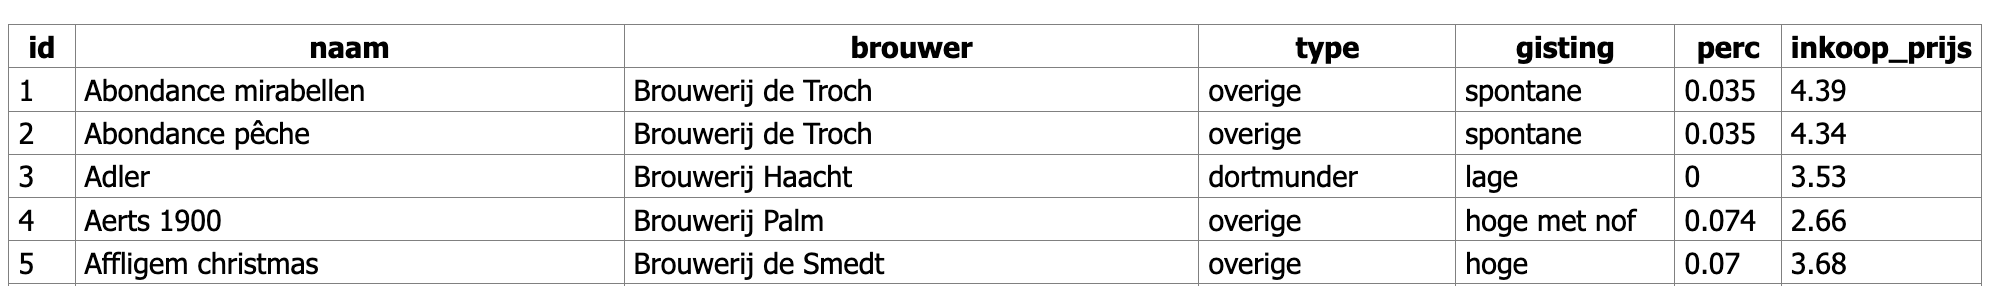 id naam brouwer type gisting perc inkoop_prijs
1 Abondance mirabellen Brouwerij de Troch overige spontane 0.035 4.39
2 Abondance pêche Brouwerij de Troch overige spontane 0.035 4.34
3 Adler Brouwerij Haacht dortmunder lage 0 3.53
4 Aerts 1900 Brouwerij Palm overige hoge met nof 0.074 2.66
5 Affligem christmas Brouwerij de Smedt overige hoge 0.07 3.68